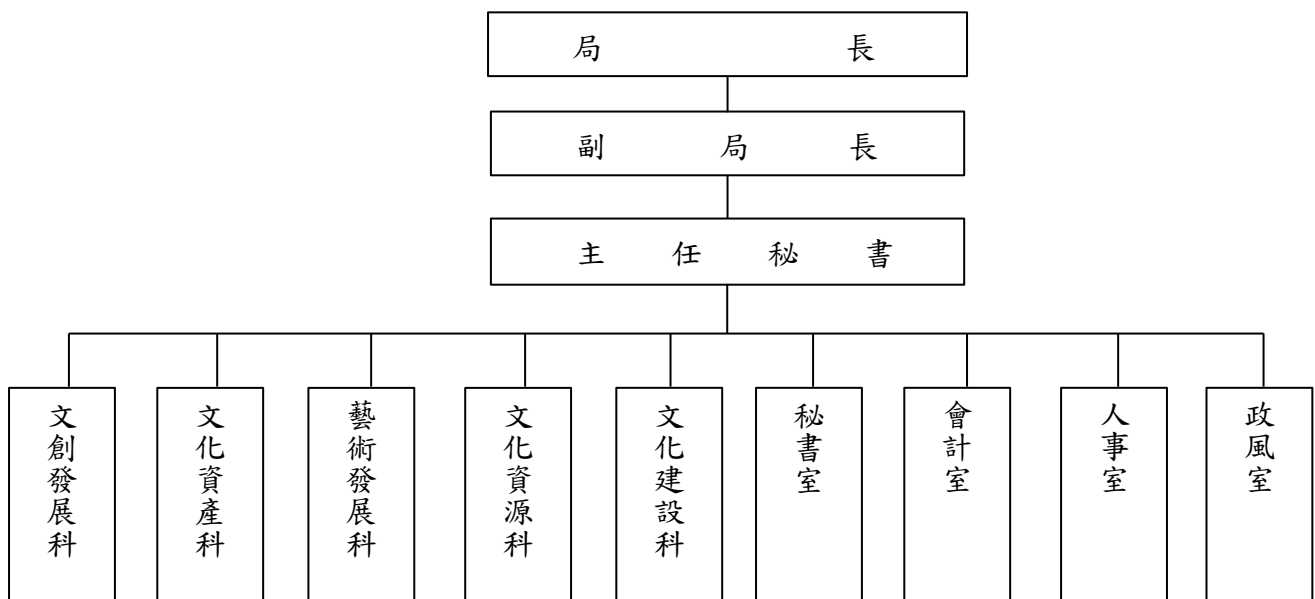 局長
副局長
主任秘書
文創發展科
文化資產科
藝術發展科
文化資源科
文化建設科
秘書室
會計室
人事室
政風室